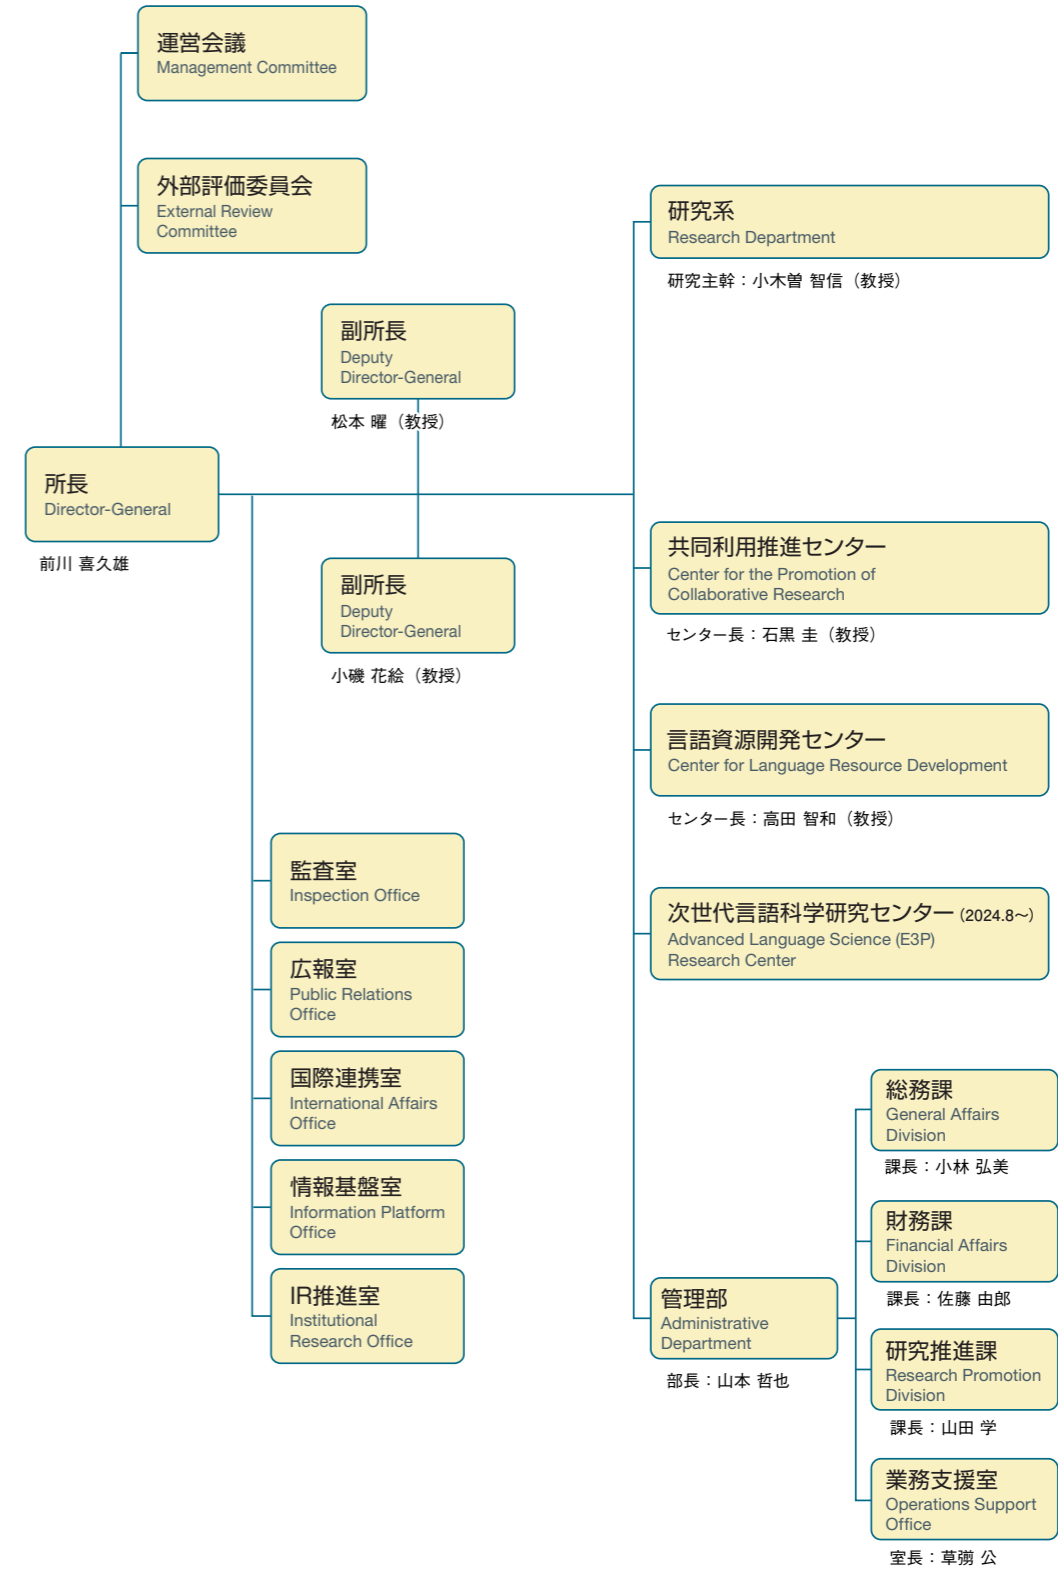 運営会議
Management Committee
外部評価委員会
External Review
Committee
研究系
Research Department
研究主幹：小木曽 智信（教授）
副所長
Deputy
Director-General
松本 曜（教授）
所長
Director-General
前川 喜久雄
副所長
Deputy
Director-General
小磯 花絵（教授）
共同利用推進センター
Center for the Promotion of
Collaborative Research
センター長：石黒 圭（教授）
言語資源開発センター
Center for Language Resource Development
センター長：高田 智和（教授）
次世代言語科学研究センター（2024.8〜）
Advanced Language Science (E3P)
Research Center
監査室
Inspection Office
広報室
Public Relations
Office
国際連携室
International Affairs
Office
情報基盤室
Information Platform
Office
IR推進室
Institutional
Research Office
管理部
Administrative
Department
部長：山本 哲也
総務課
General Affairs
Division
課長：小林 弘美
財務課
Financial Affairs
Division
課長：佐藤 由郎
研究推進課
Research Promotion
Division
課長：山田 学
業務支援室
Operations Support
Office
室長：草彅 公